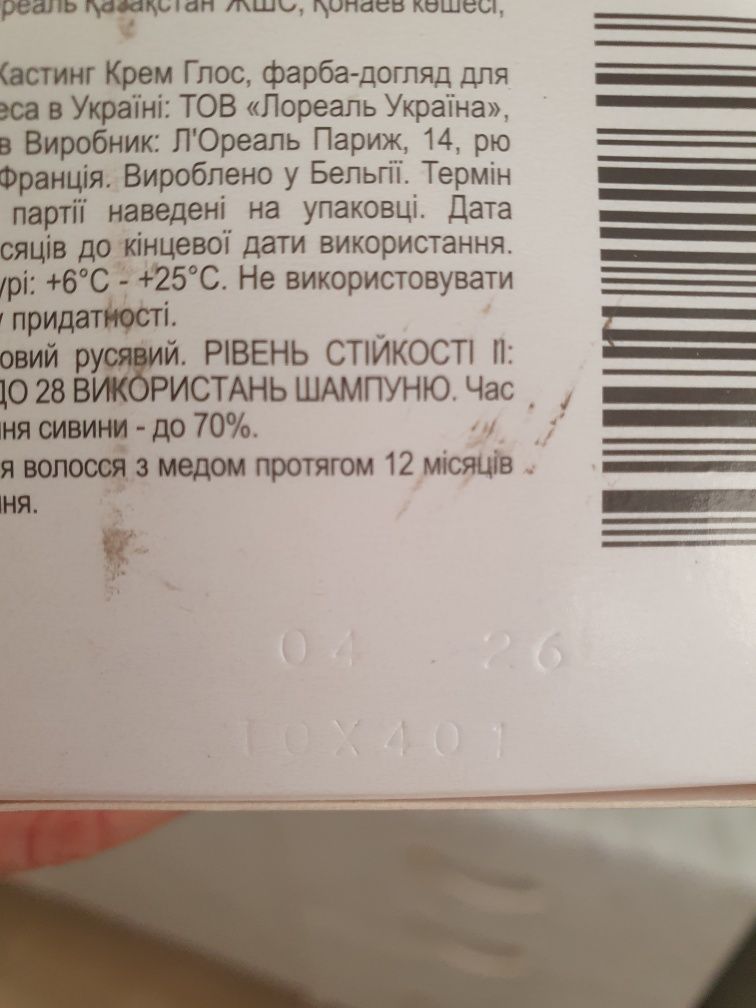 Қазақстан ЖШС, Қонаев көшесі,
Кастинг Крем Глос, фарба-догляд для
еса в Україні: ТОВ «Лореаль Україна»,
в Виробник: Л'Ореаль Париж, 14, рю
Франція. Вироблено у Бельгії. Термін
партії наведені на упаковці. Дата
сяців до кінцевої дати використання.
урі: +6°C - +25°C. Не використовувати
у придатності.
овий русявий. РІВЕНЬ СТІЙКОСТІ II:
ДО 28 ВИКОРИСТАНЬ ШАМПУНЮ. Час
ня сивини - до 70%.
я волосся з медом протягом 12 місяців
ня.
04 26
10X401